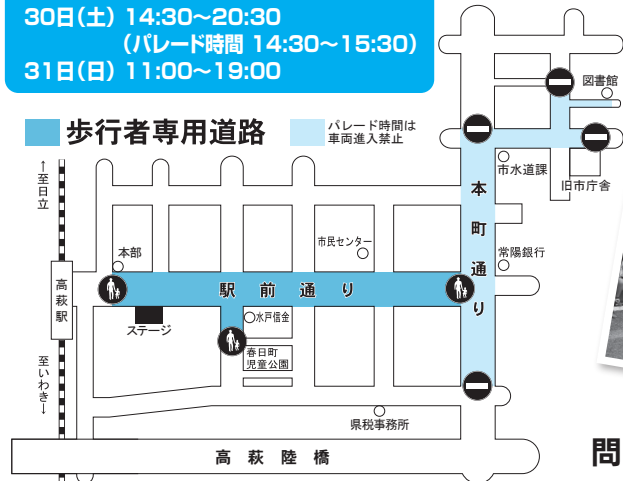 30日(土) 14:30～20:30
(パレード時間 14:30～15:30)
31日(日) 11:00～19:00
歩行者専用道路
パレード時間は
車両進入禁止
図書館
市水道課
旧市庁舎
↑至日立
本町通り
本部
市民センター
常陽銀行
高萩駅
駅前通り
ステージ
水戸信金
春日町
児童公園
至いわき↓
県税事務所
高萩陸橋
問